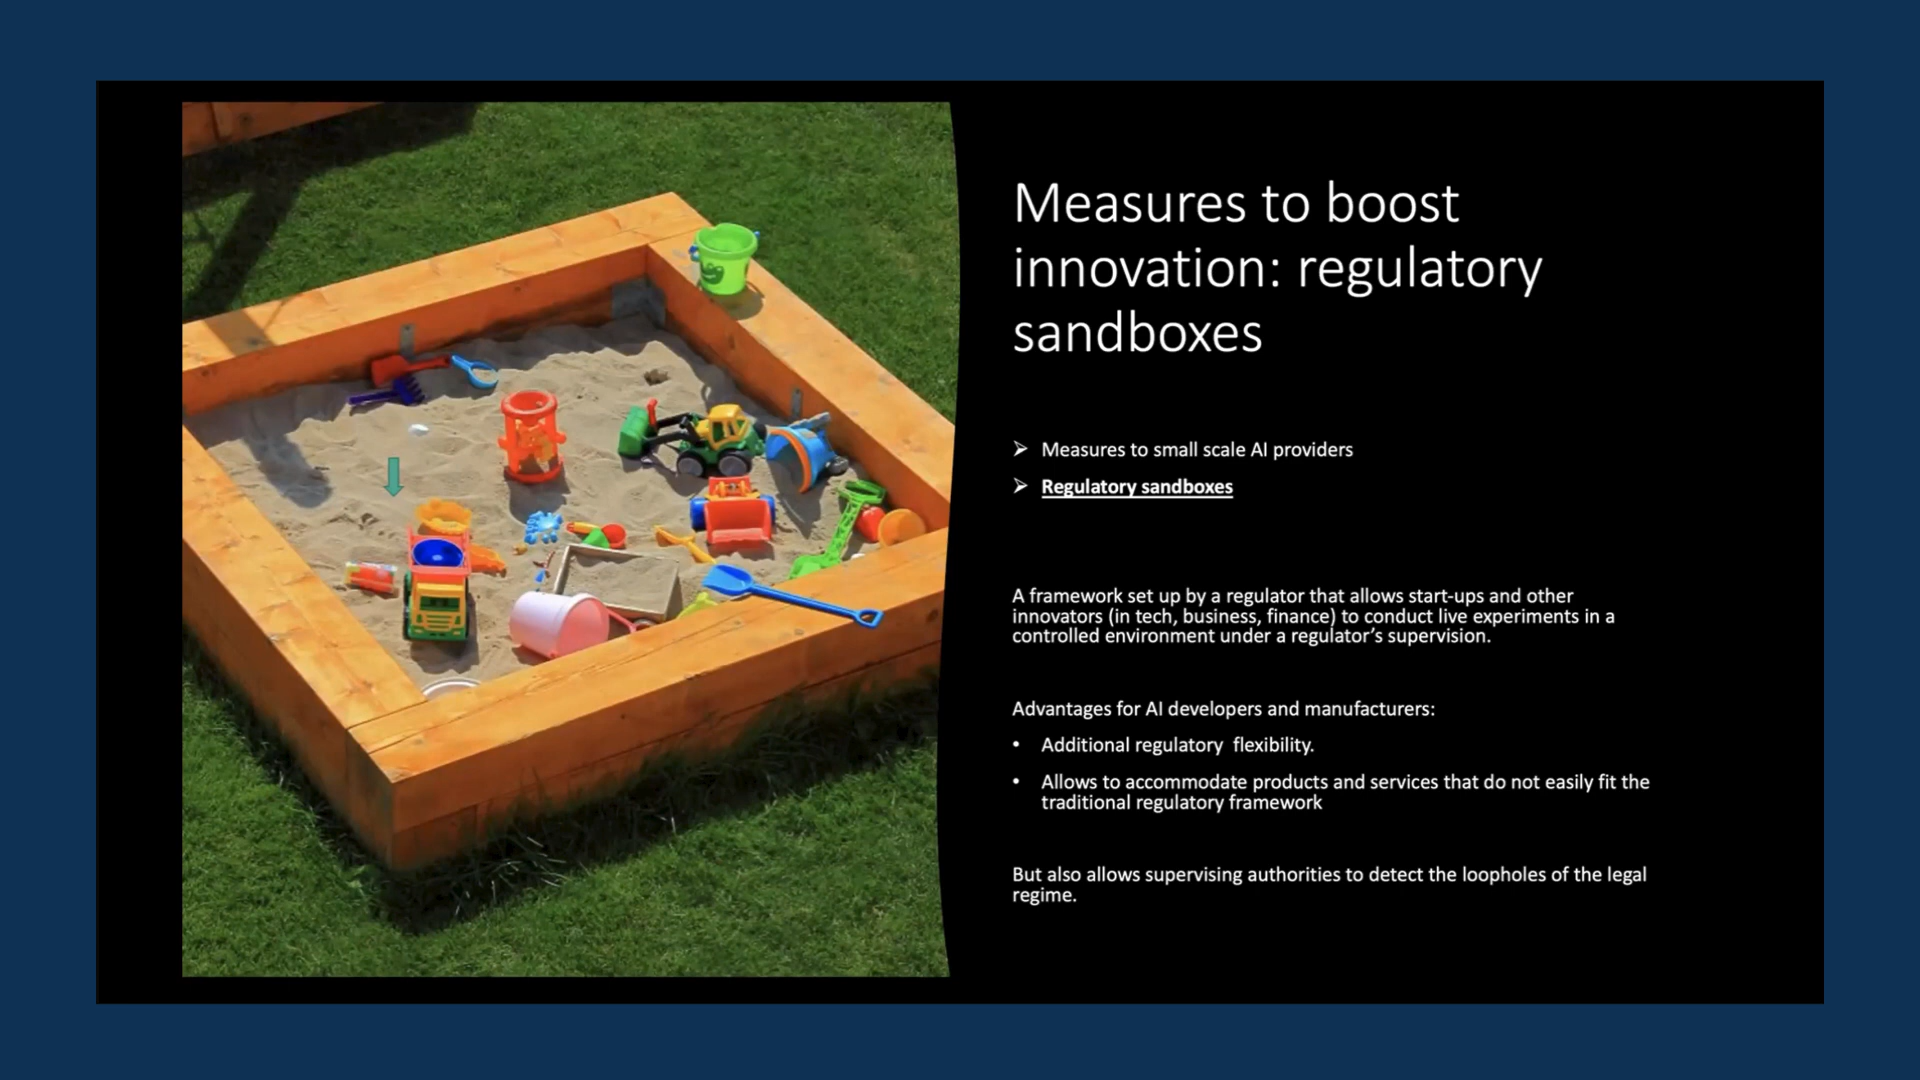 Measures to boost
innovation: regulatory
sandboxes
➢ Measures to small scale AI providers
➢ Regulatory sandboxes
A framework set up by a regulator that allows start-ups and other
innovators (in tech, business, finance) to conduct live experiments in a
controlled environment under a regulator’s supervision.
Advantages for AI developers and manufacturers:
• Additional regulatory  flexibility.
• Allows to accommodate products and services that do not easily fit the
traditional regulatory framework
But also allows supervising authorities to detect the loopholes of the legal
regime.